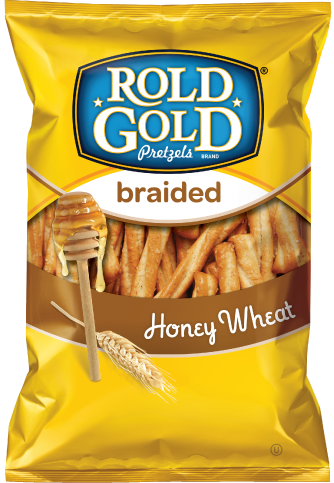 ROLD
GOLD®
Pretzels BRAND
braided
Honey Wheat
U